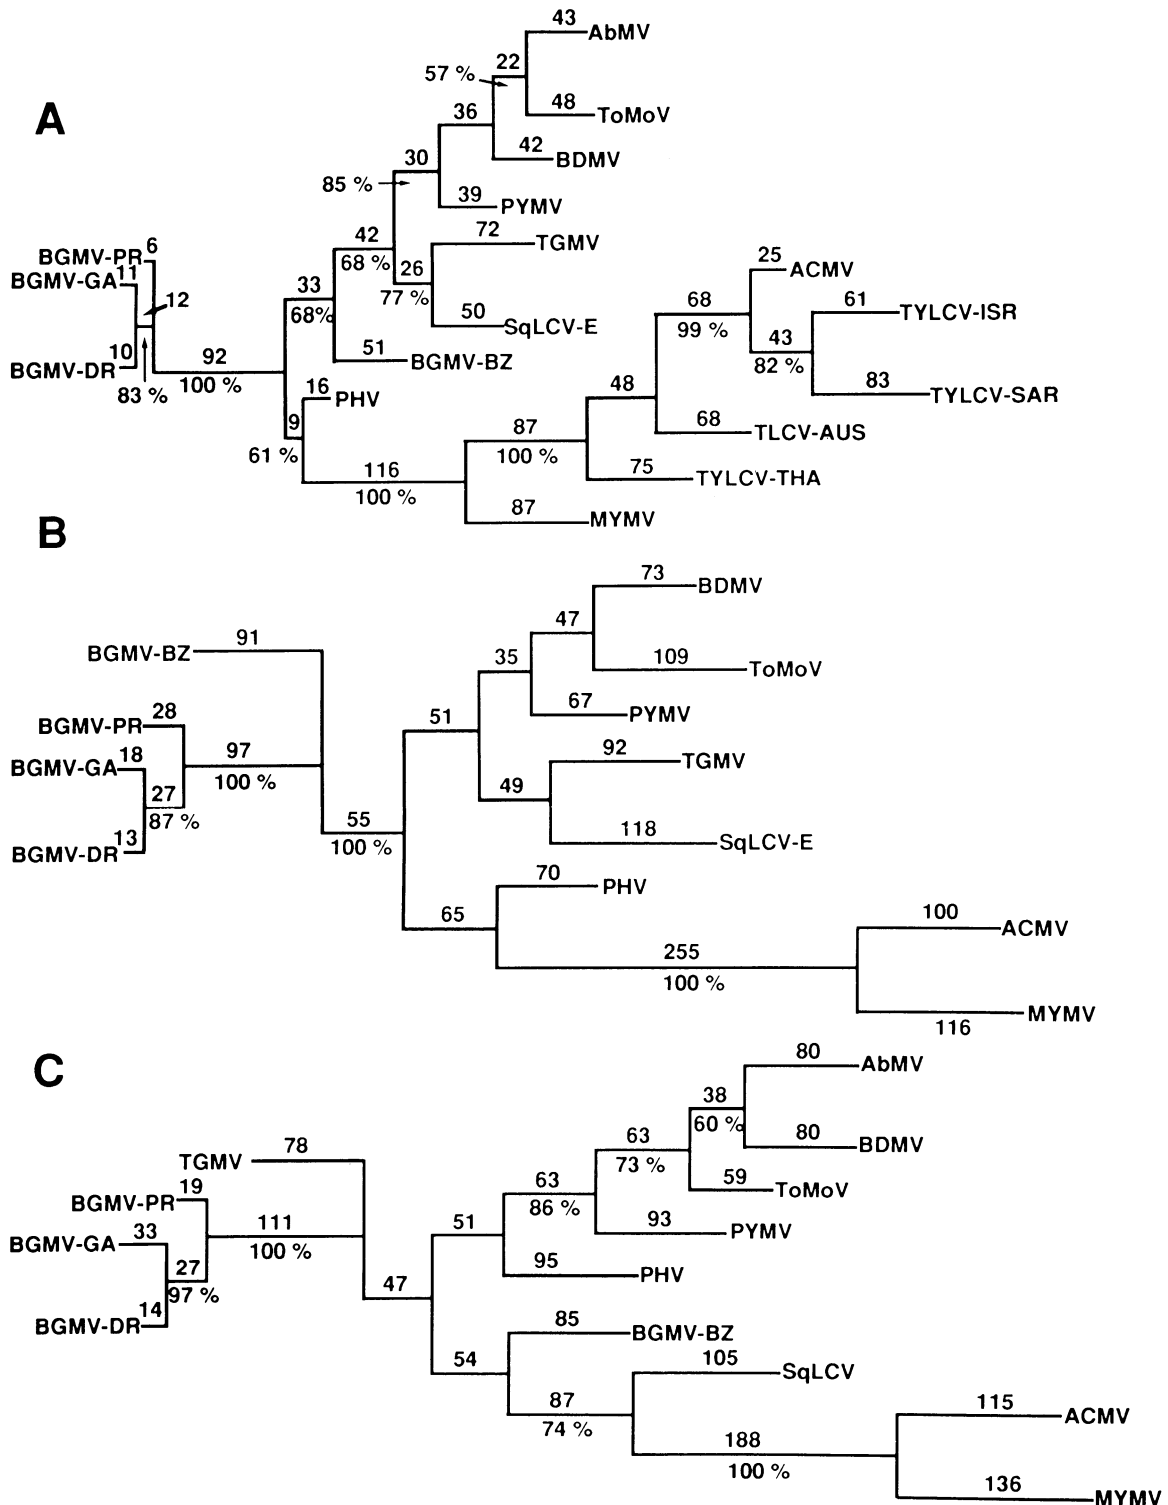 A
43
AbMV
22
57 %
48
ToMoV
36
42
BDMV
30
85 %
39
PYMV
72
TGMV
42
68 %
26
77 %
50
SqLCV-E
33
68%
51
BGMV-BZ
BGMV-PR 6
BGMV-GA 11
12
BGMV-DR 10
83 %
92
100 %
16
PHV
9
61 %
116
100 %
87
100 %
87
MYMV
48
75
TYLCV-THA
68
99 %
68
TLCV-AUS
25
ACMV
43
82 %
61
TYLCV-ISR
83
TYLCV-SAR
B
73
BDMV
47
109
ToMoV
35
67
PYMV
51
92
TGMV
49
118
SqLCV-E
BGMV-BZ 91
BGMV-PR 28
BGMV-GA 18
27
87 %
BGMV-DR 13
97
100 %
55
100 %
70
PHV
65
255
100 %
100
ACMV
116
MYMV
C
80
AbMV
38
60 %
80
BDMV
63
73 %
59
ToMoV
63
86 %
93
PYMV
51
95
PHV
TGMV 78
BGMV-PR 19
BGMV-GA 33
27
97 %
BGMV-DR 14
111
100 %
47
54
85
BGMV-BZ
87
74 %
105
SqLCV
188
100 %
115
ACMV
136
MYMV